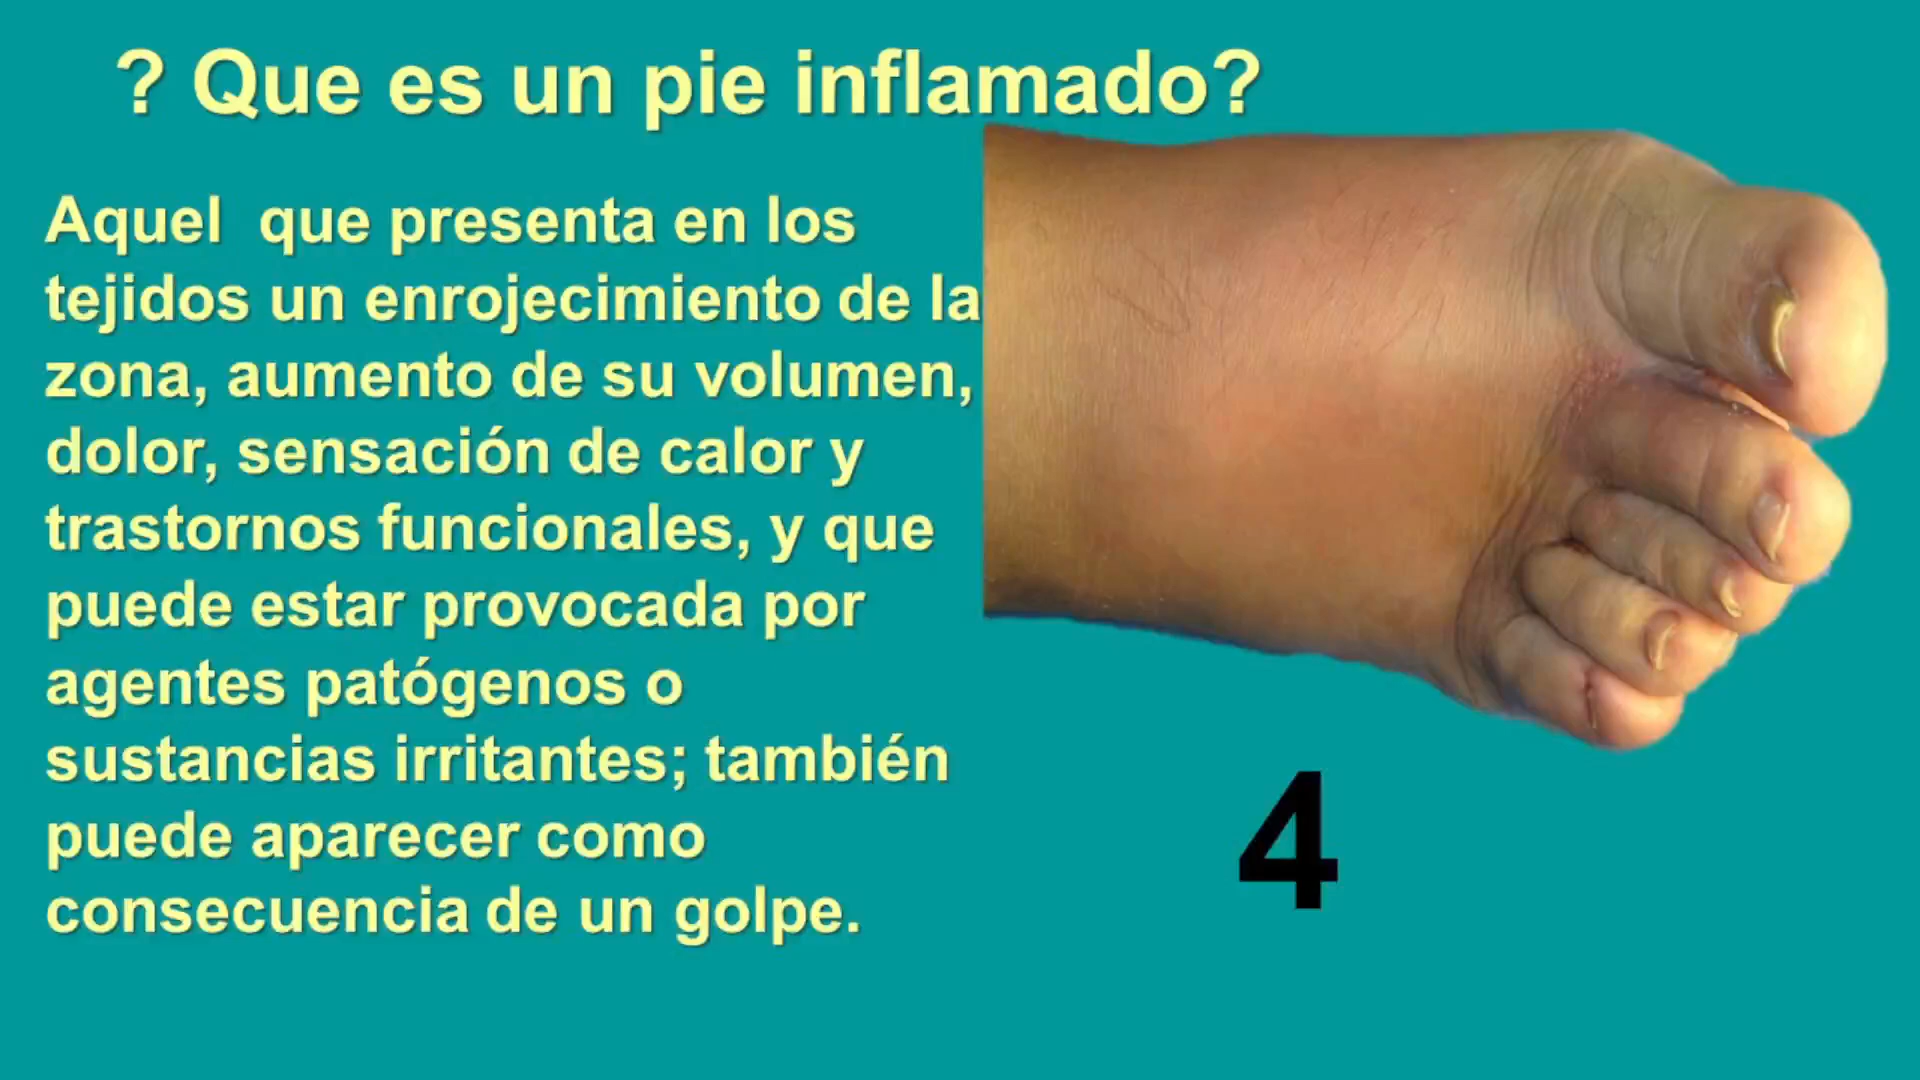 ? Que es un pie inflamado?
Aquel  que presenta en los
tejidos un enrojecimiento de la
zona, aumento de su volumen,
dolor, sensación de calor y
trastornos funcionales, y que
puede estar provocada por
agentes patógenos o
sustancias irritantes; también
puede aparecer como
consecuencia de un golpe.
4